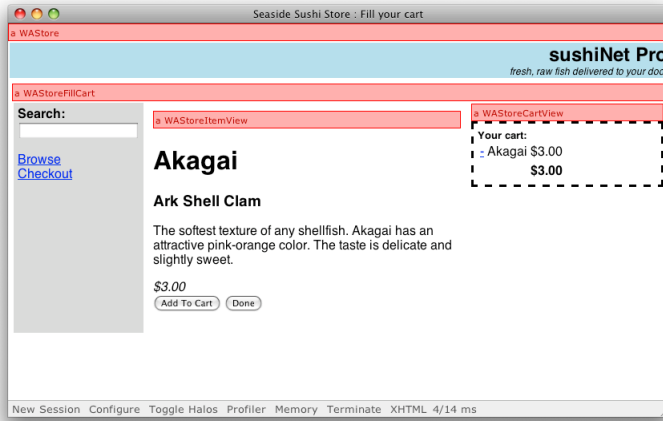 Seaside Sushi Store : Fill your cart
a WAStore
sushiNet Pro
fresh, raw fish delivered to your doo
a WAStoreFillCart
Search:
Browse
Checkout
a WAStoreItemView
Akagai
Ark Shell Clam
The softest texture of any shellfish. Akagai has an
attractive pink-orange color. The taste is delicate and
slightly sweet.
$3.00
Add To Cart Done
a WAStoreCartView
Your cart:
- Akagai $3.00
$3.00
New Session Configure Toggle Halos Profiler Memory Terminate XHTML 4/14 ms